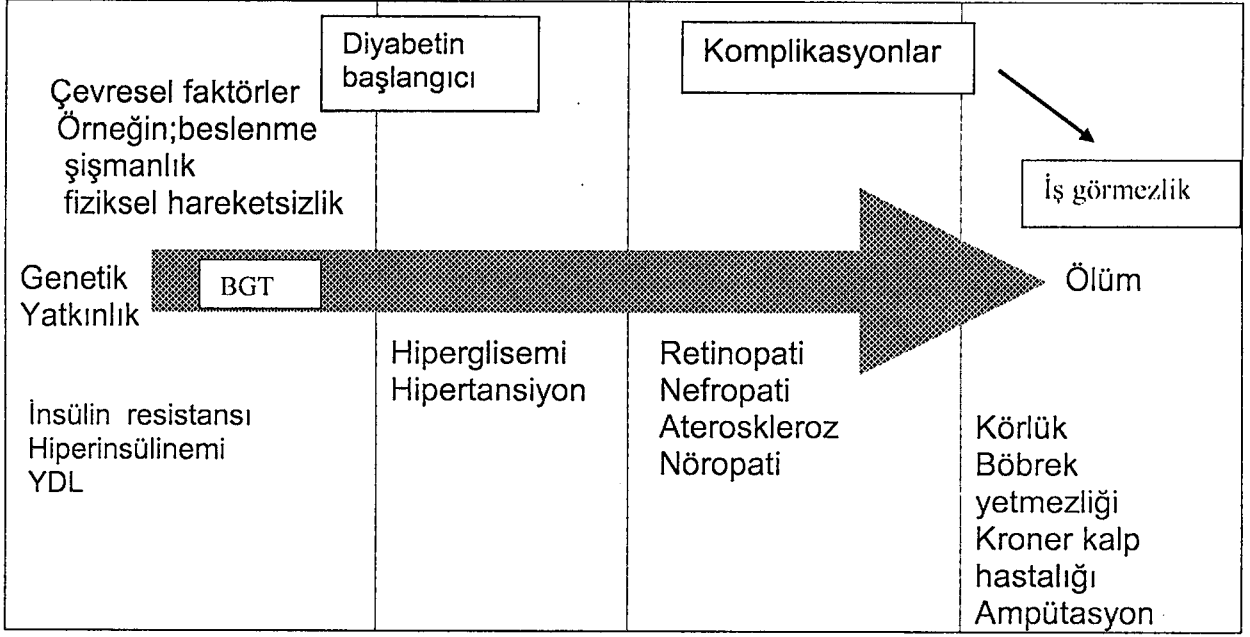 Diyabetin
başlangıcı
Komplikasyonlar
Çevresel faktörler
Örneğin;beslenme
şişmanlık
fiziksel hareketsizlik
İş görmezlik
Genetik
Yatkınlık
BGT
Ölüm
Hiperglisemi
Hipertansiyon
Retinopati
Nefropati
Ateroskleroz
Nöropati
İnsülin resistansı
Hiperinsülinemi
YDL
Körlük
Böbrek
yetmezliği
Kroner kalp
hastalığı
Ampütasyon